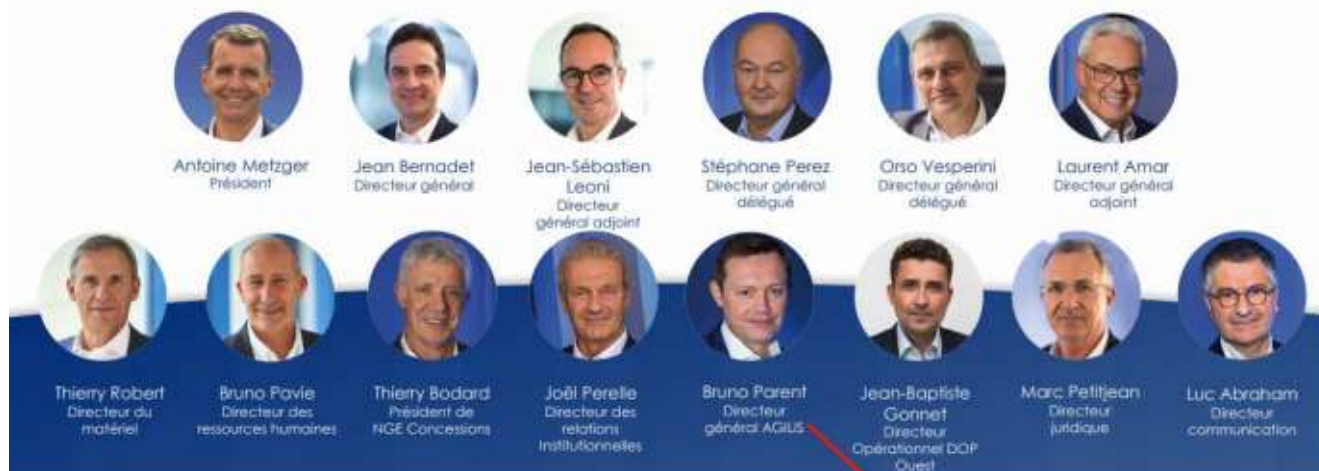 Antoine Metzger
Président
Jean Bernadet
Directeur général
Jean-Sébastien
Leoni
Directeur
général adjoint
Stéphane Perez
Directeur général
délégué
Orso Vesperini
Directeur général
délégué
Laurent Amar
Directeur général
adjoint
Thierry Robert
Directeur du
matériel
Bruno Pavie
Directeur des
ressources humaines
Thierry Bodard
Président de
NGE Concessions
Joël Perelle
Directeur des
relations
Institutionnelles
Bruno Parent
Directeur
général AGILIS
Jean-Baptiste
Gonnet
Directeur
Opérationnel DOP
Ouest
Marc Petitjean
Directeur
juridique
Luc Abraham
Directeur
communication